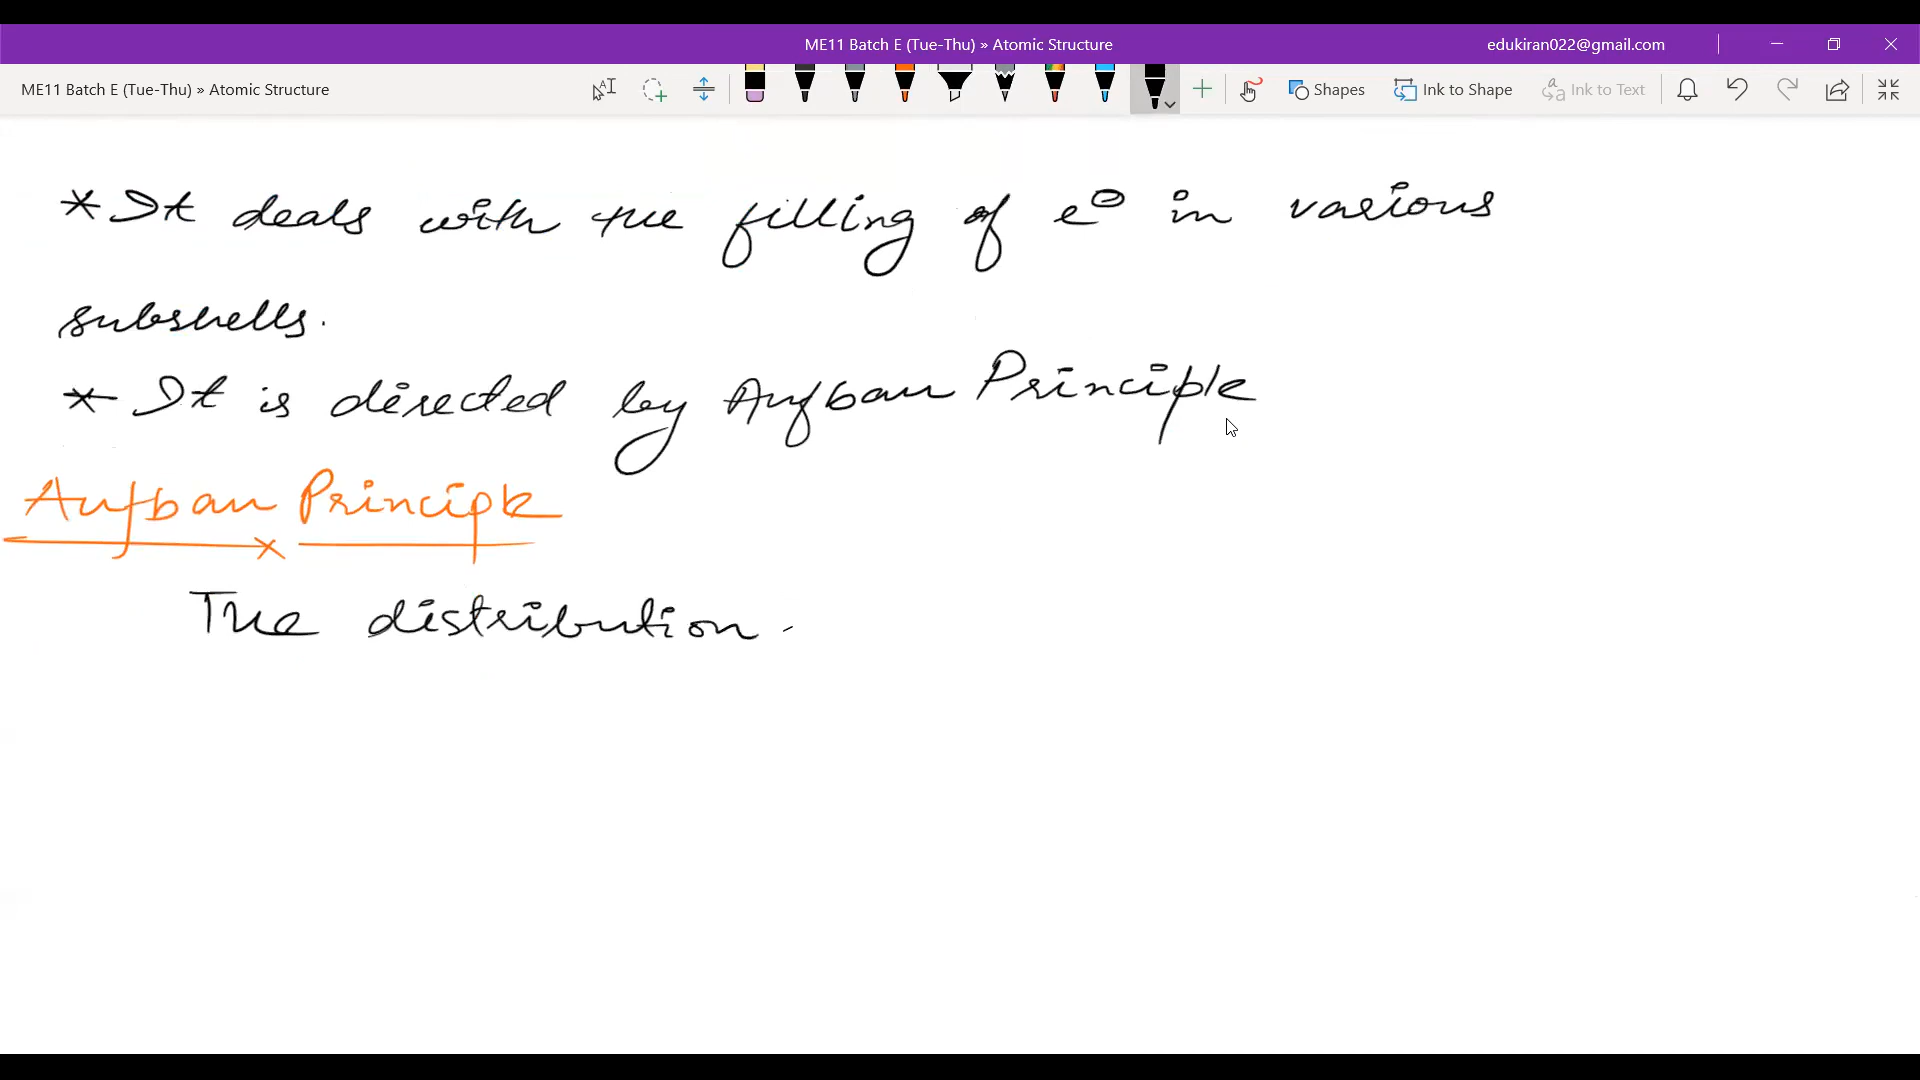 ME11 Batch E (Tue-Thu) » Atomic Structure
edukiran022@gmail.com
ME11 Batch E (Tue-Thu) » Atomic Structure
Shapes
Ink to Shape
Ink to Text
* It deals with the filling of e⊖ in various
subshells.
* It is directed by Aufbau Principle
Aufbau Principle
The distribution -